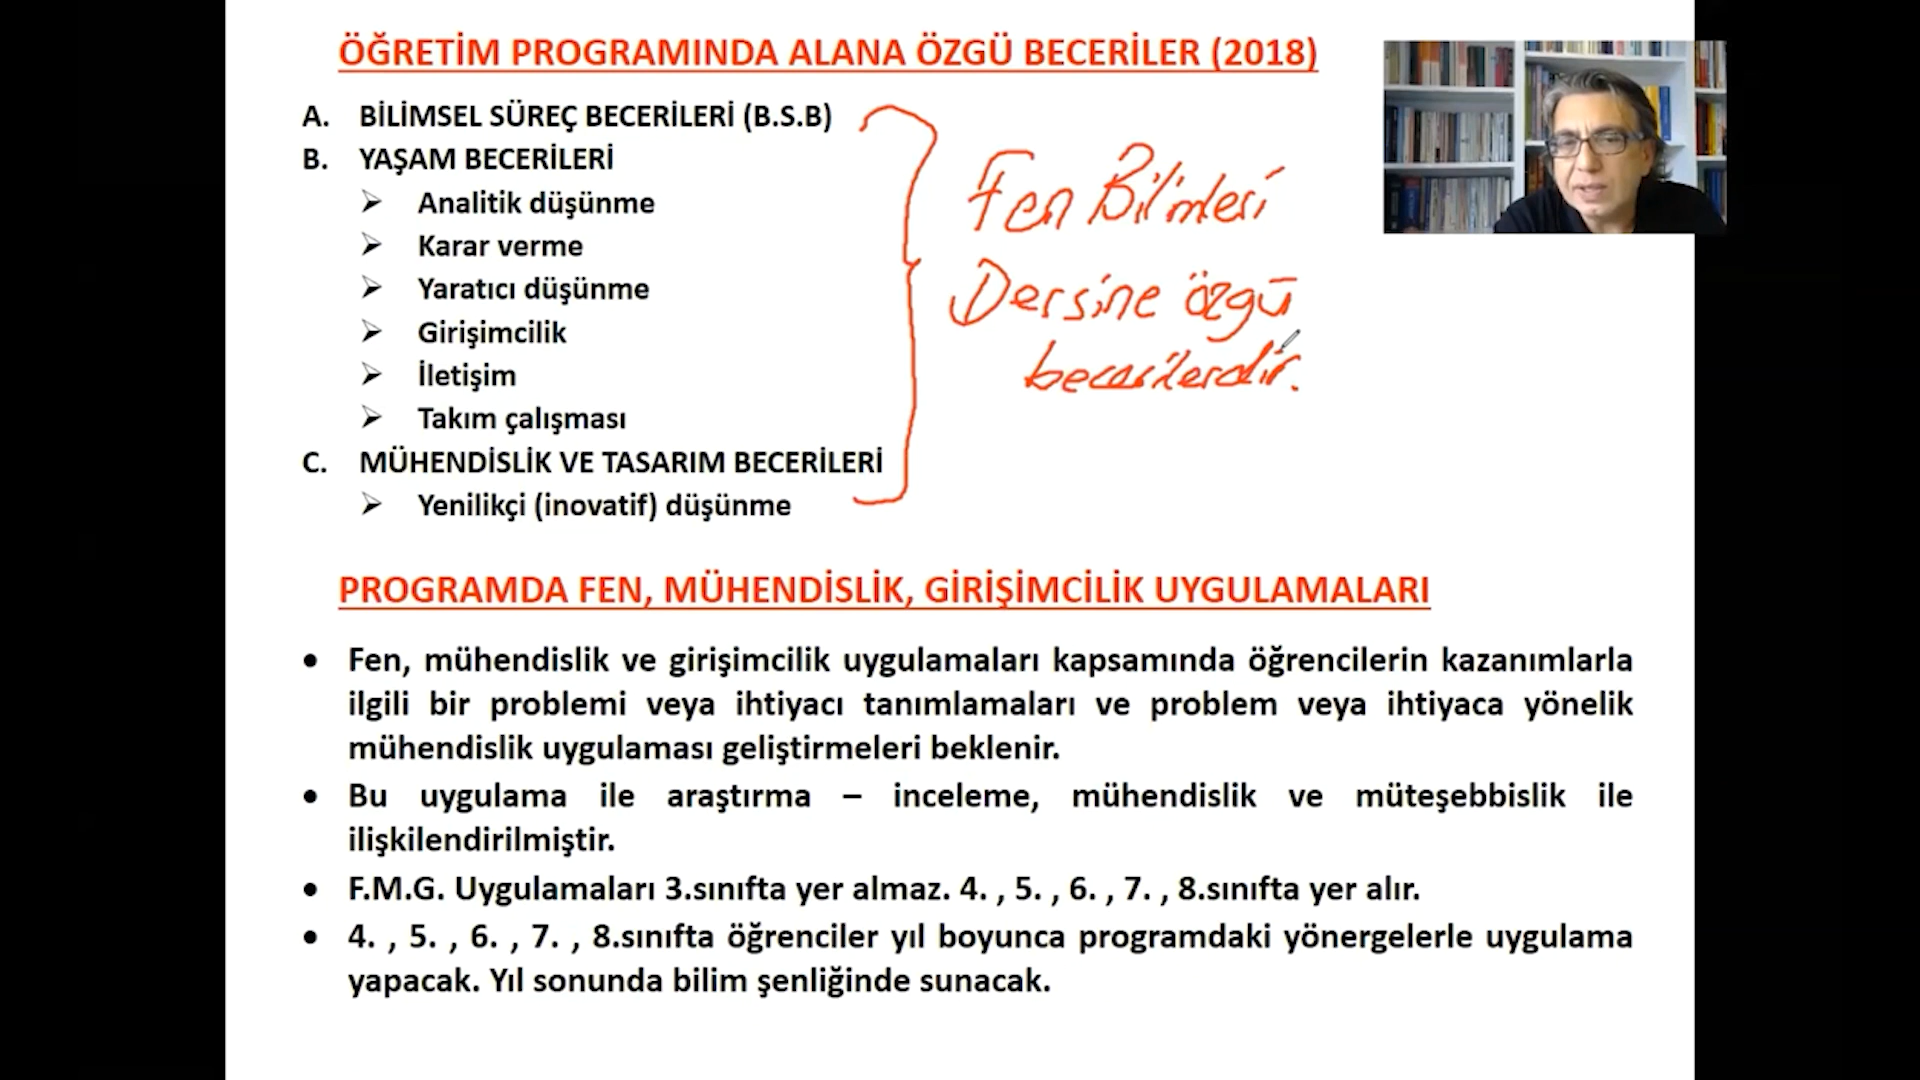 ÖĞRETİM PROGRAMINDA ALANA ÖZGÜ BECERİLER (2018)
A. BİLİMSEL SÜREÇ BECERİLERİ (B.S.B)
B. YAŞAM BECERİLERİ
➢ Analitik düşünme
➢ Karar verme
➢ Yaratıcı düşünme
➢ Girişimcilik
➢ İletişim
➢ Takım çalışması
C. MÜHENDİSLİK VE TASARIM BECERİLERİ
➢ Yenilikçi (inovatif) düşünme
Fen Bilimleri
Dersine özgü
becerilerdir.
PROGRAMDA FEN, MÜHENDİSLİK, GİRİŞİMCİLİK UYGULAMALARI
• Fen, mühendislik ve girişimcilik uygulamaları kapsamında öğrencilerin kazanımlarla
ilgili bir problemi veya ihtiyacı tanımlamaları ve problem veya ihtiyaca yönelik
mühendislik uygulaması geliştirmeleri beklenir.
• Bu uygulama ile araştırma – inceleme, mühendislik ve müteşebbislik ile
ilişkilendirilmiştir.
• F.M.G. Uygulamaları 3.sınıfta yer almaz. 4. , 5. , 6. , 7. , 8.sınıfta yer alır.
• 4. , 5. , 6. , 7. , 8.sınıfta öğrenciler yıl boyunca programdaki yönergelerle uygulama
yapacak. Yıl sonunda bilim şenliğinde sunacak.